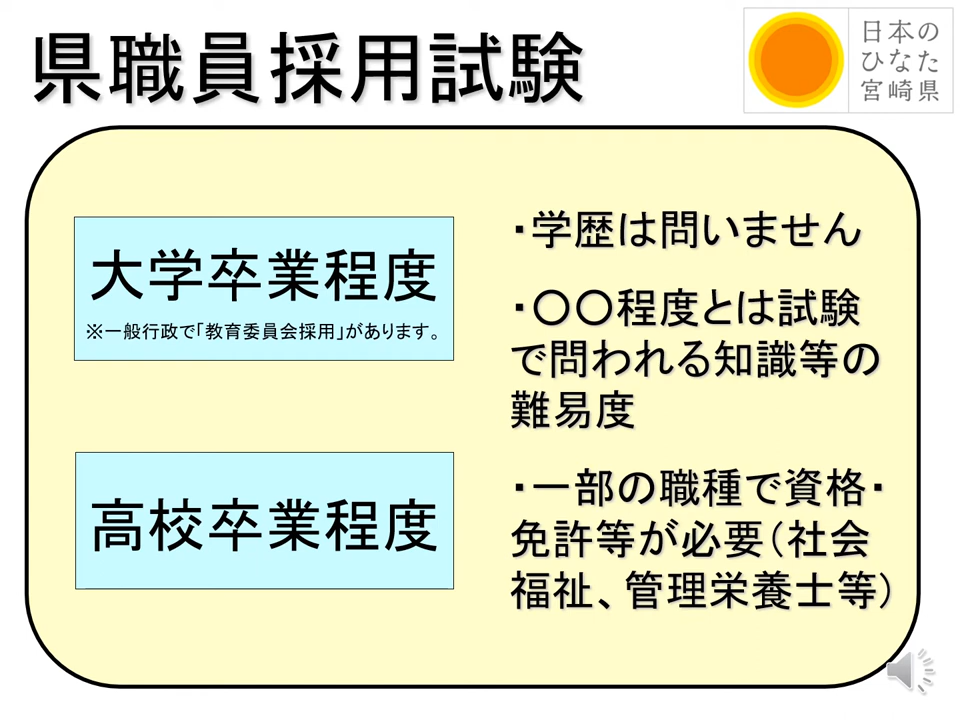 県職員採用試験
日本の
ひなた
宮崎県
大学卒業程度
※一般行政で「教育委員会採用」があります。
高校卒業程度
・学歴は問いません
・〇〇程度とは試験
で問われる知識等の
難易度
・一部の職種で資格・
免許等が必要（社会
福祉、管理栄養士等）